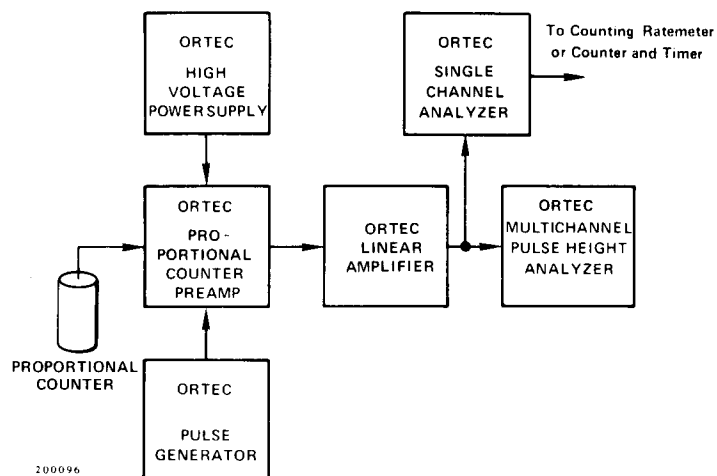 ORTEC
HIGH
VOLTAGE
POWER SUPPLY
ORTEC
SINGLE
CHANNEL
ANALYZER
To Counting Ratemeter
or Counter and Timer
ORTEC
PRO-
PORTIONAL
COUNTER
PREAMP
ORTEC
LINEAR
AMPLIFIER
ORTEC
MULTICHANNEL
PULSE HEIGHT
ANALYZER
PROPORTIONAL
COUNTER
ORTEC
PULSE
GENERATOR
200096